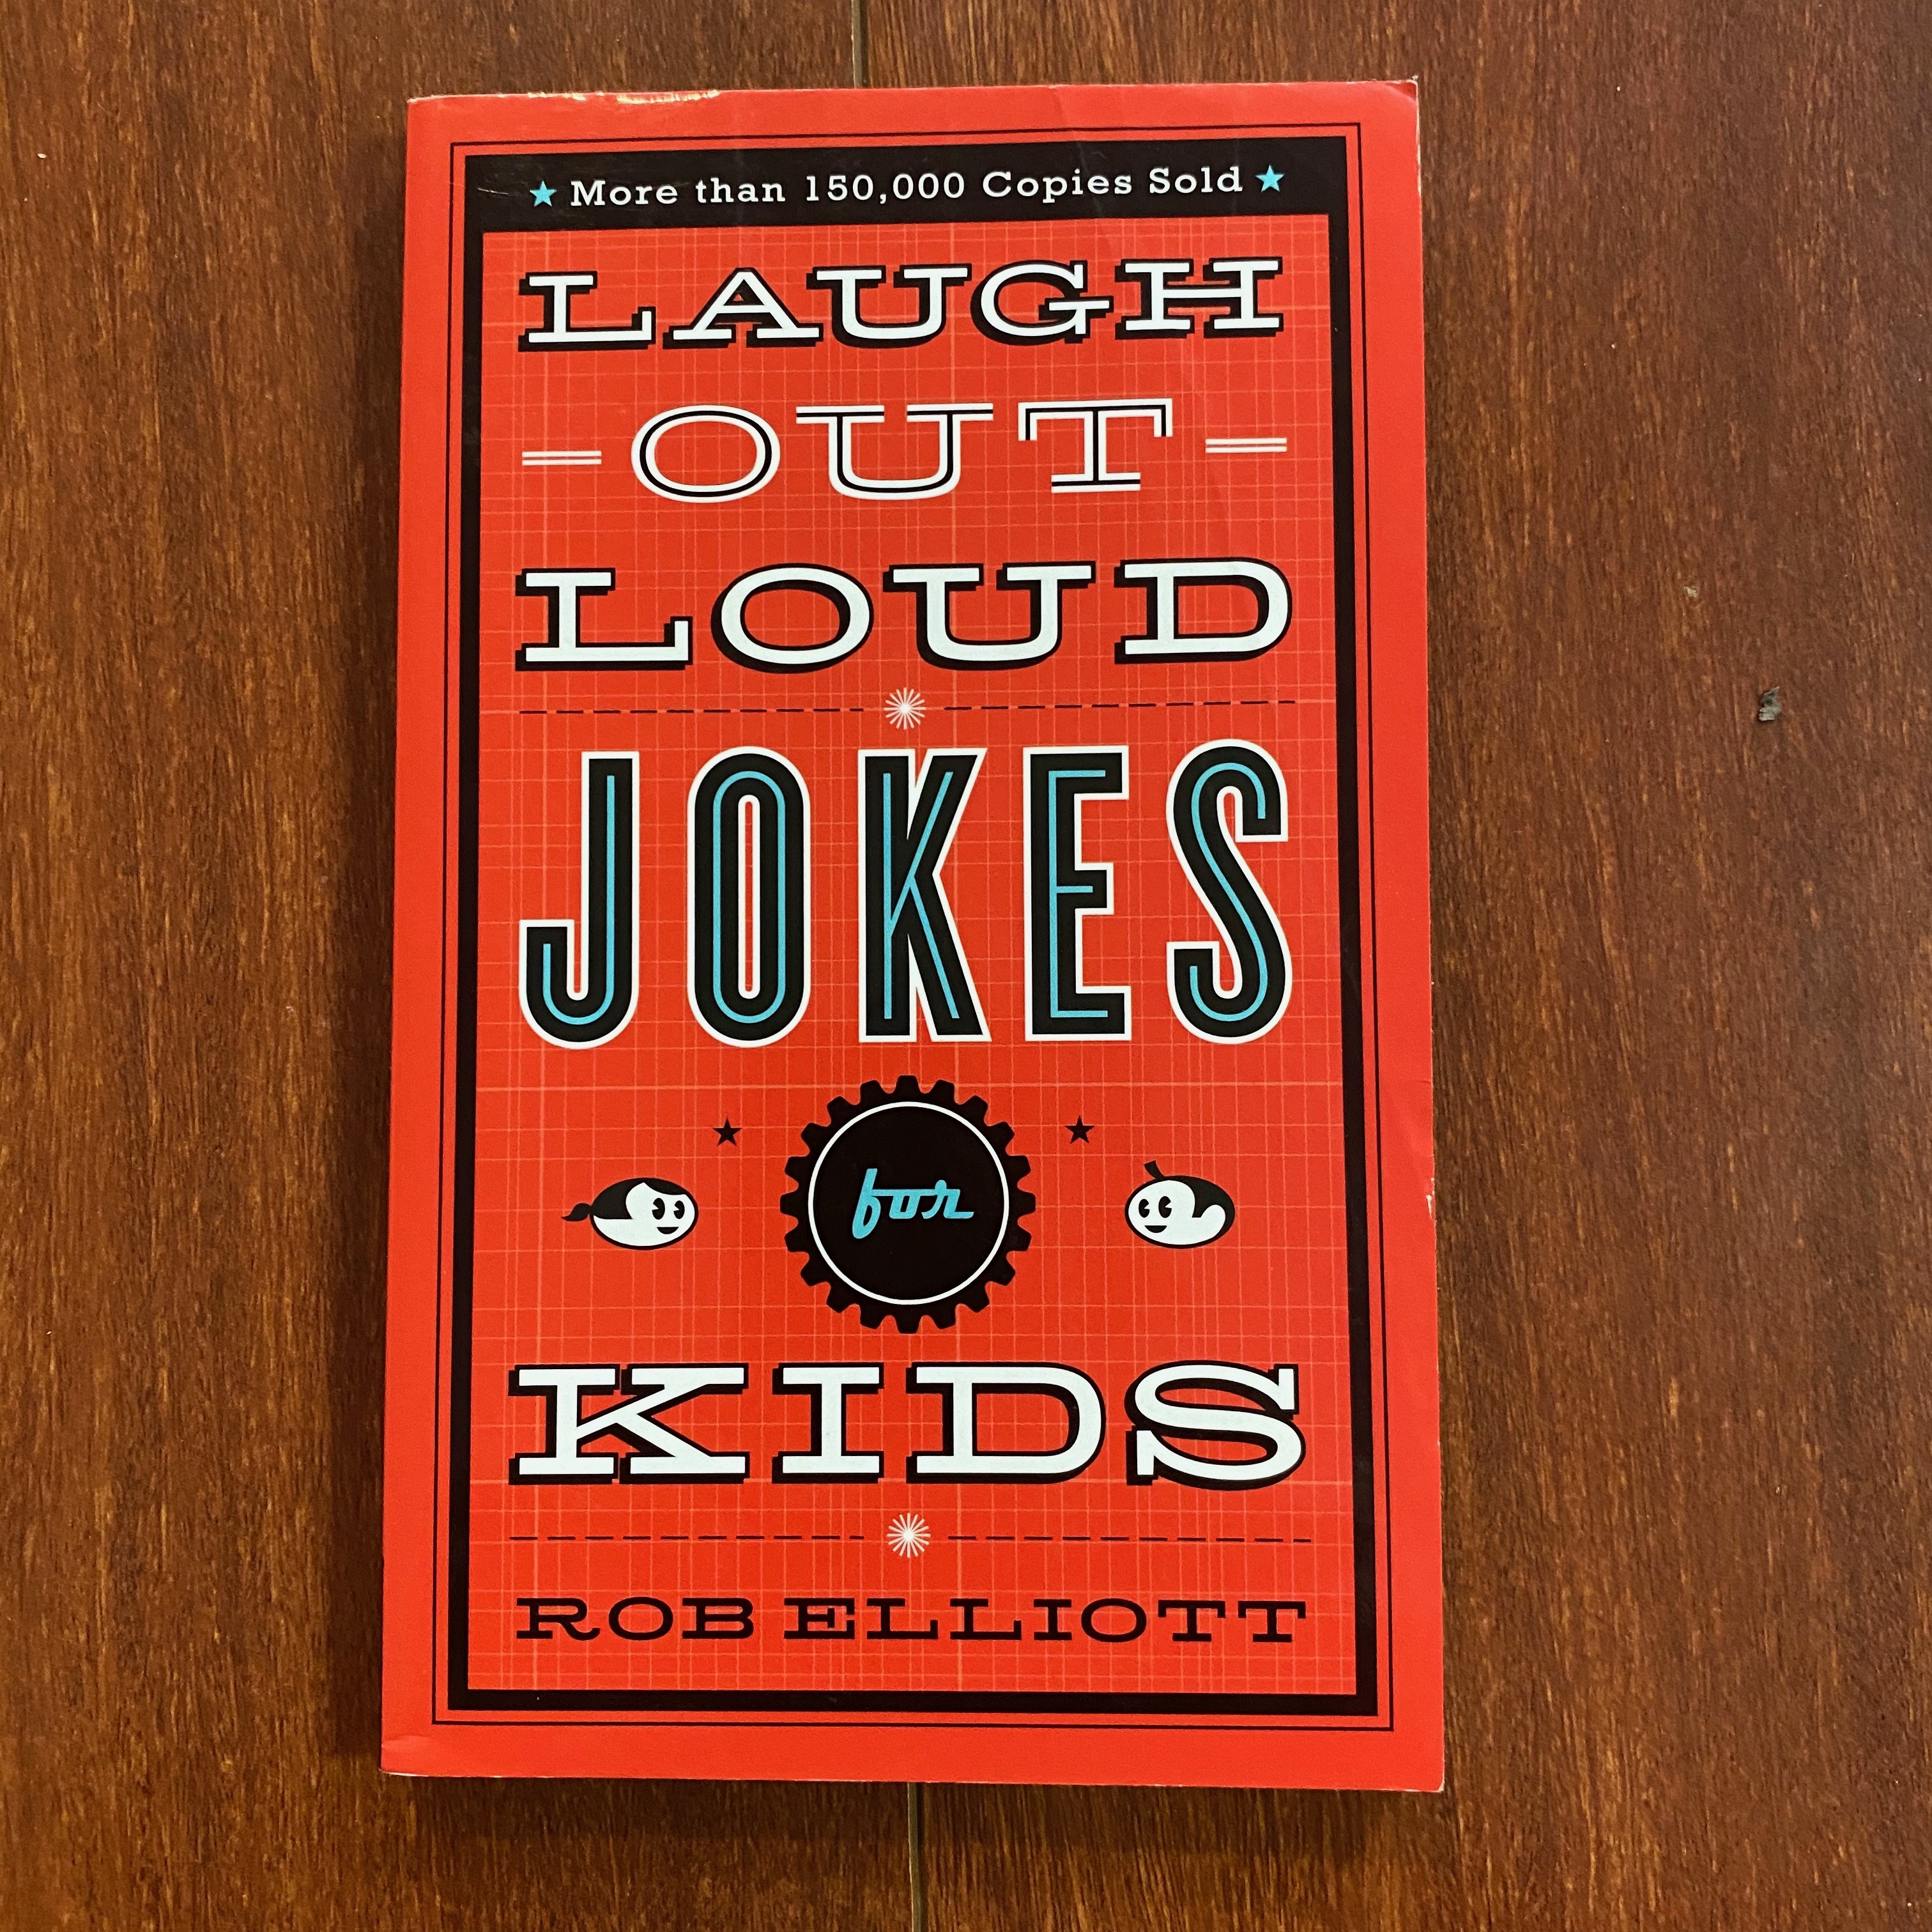 More than 150,000 Copies Sold
LAUGH
OUT
LOUD
JOKES
for
KIDS
ROB ELLIOTT